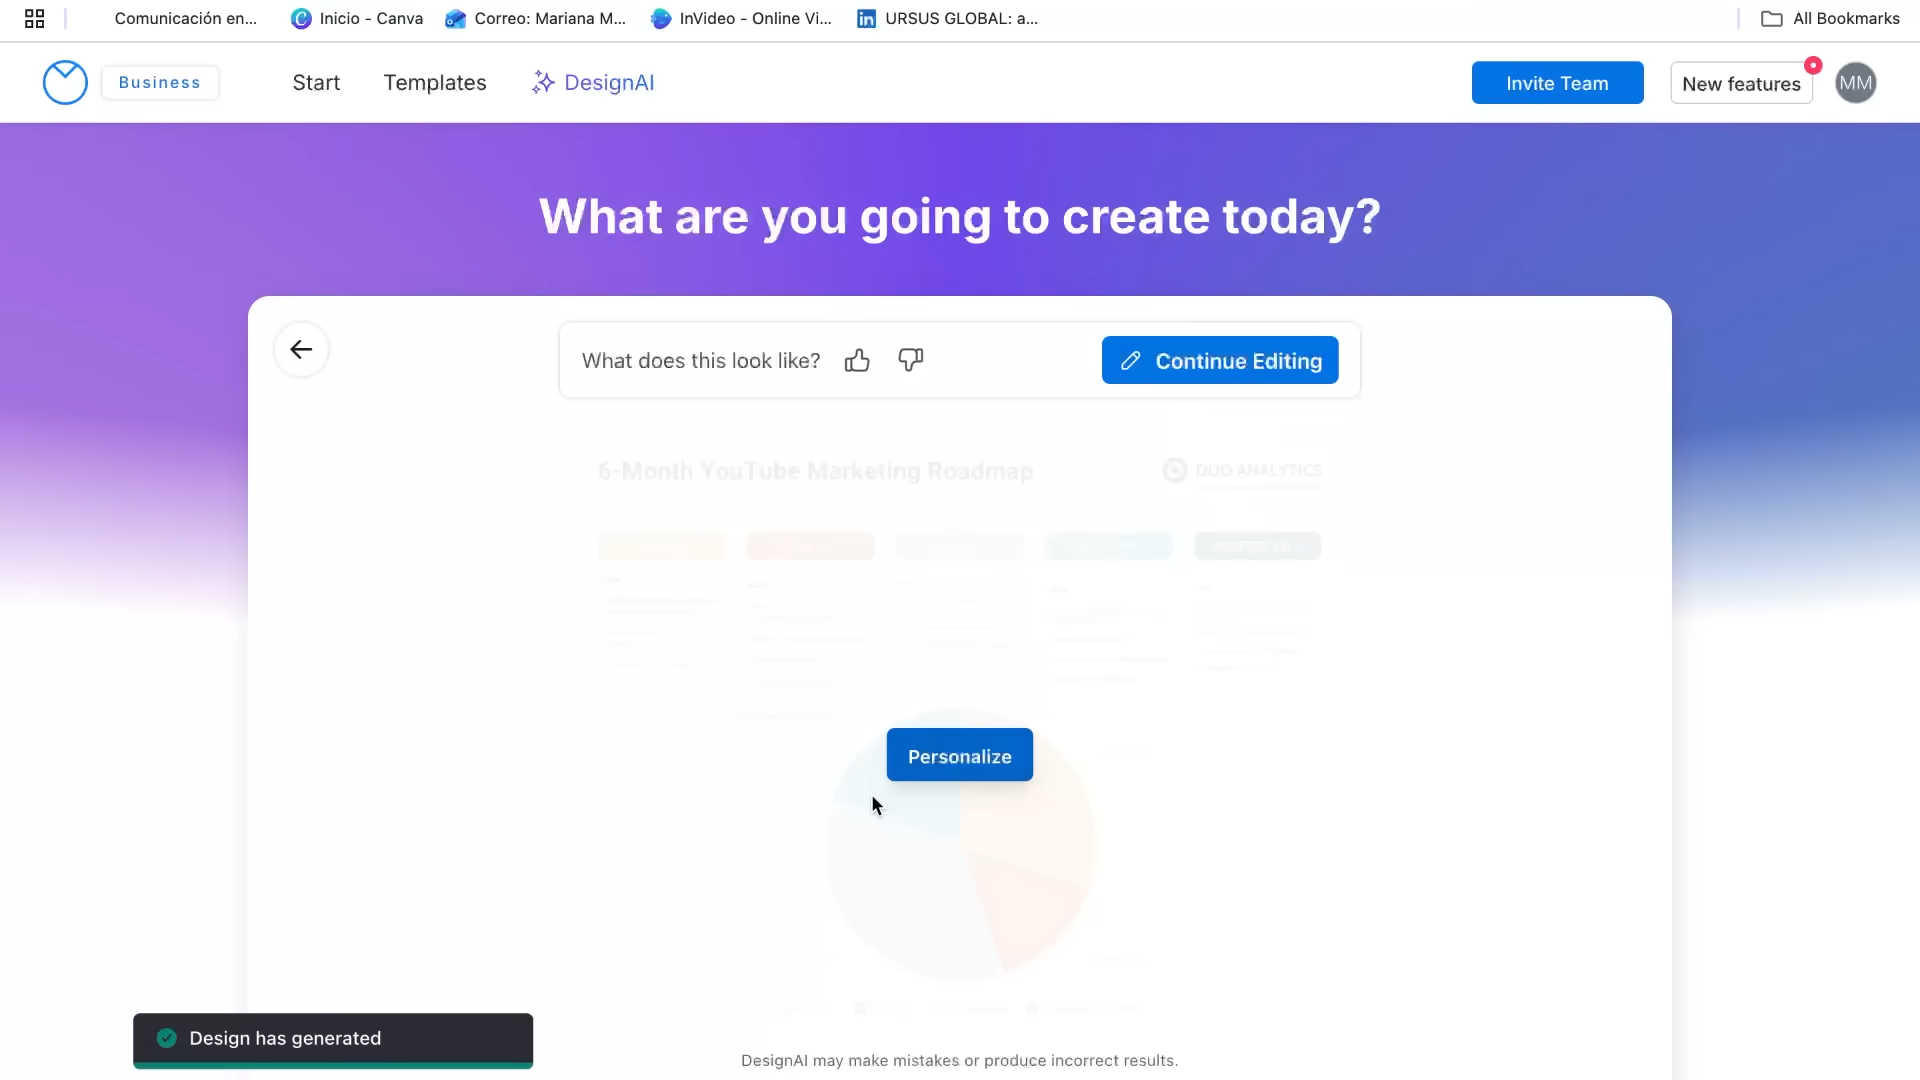 Comunicación en...
Inicio - Canva
Correo: Mariana M...
InVideo - Online Vi...
URSUS GLOBAL: a...
All Bookmarks
Business
Start
Templates
DesignAI
Invite Team
New features
MM
What are you going to create today?
What does this look like?
Continue Editing
6-Month YouTube Marketing Roadmap
DUO ANALYTICS
Personalize
Design has generated
DesignAI may make mistakes or produce incorrect results.